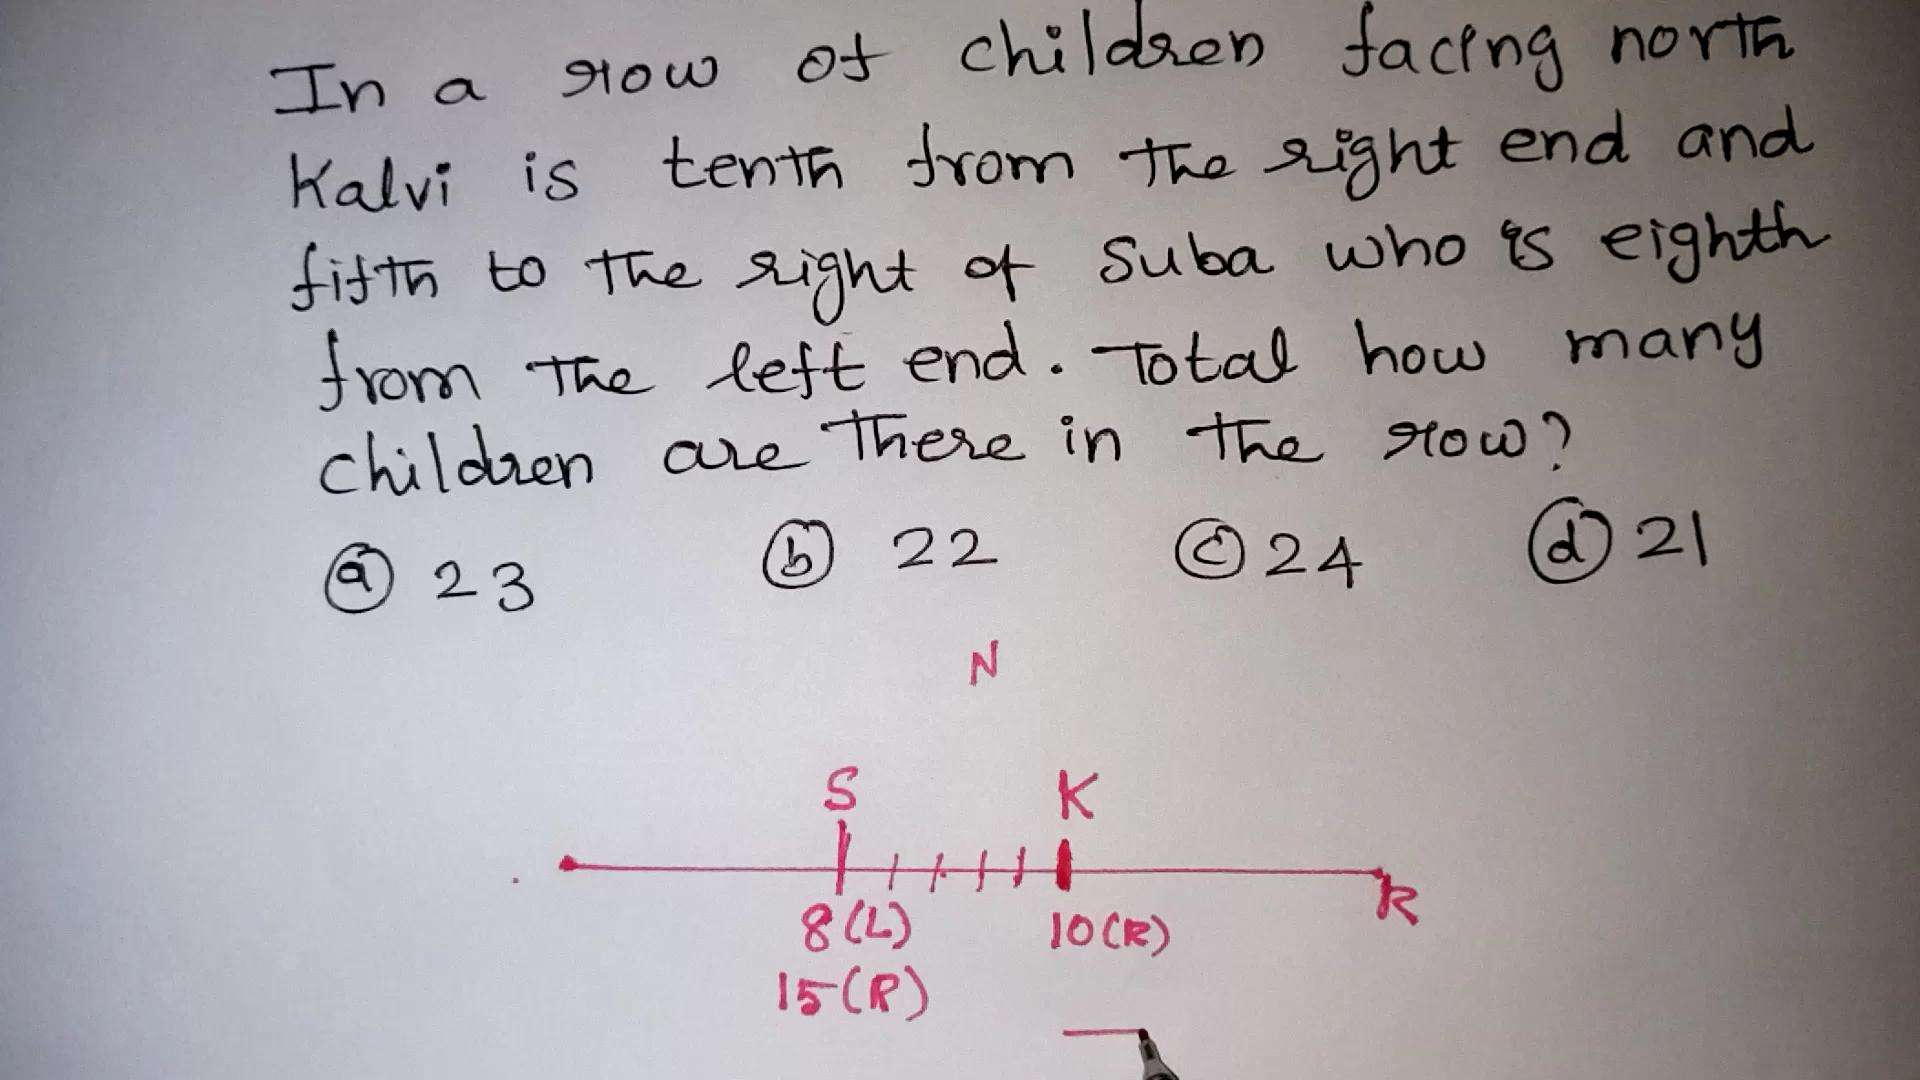 In a row of children facing north
Kalvi is tenth from the right end and
fifth to the right of Suba who is eighth
from the left end. Total how many
children are there in the row?
ⓐ 23 ⓑ 22 ⓒ 24 ⓓ 21
N
S K
R
8(L) 10(R)
15(R)